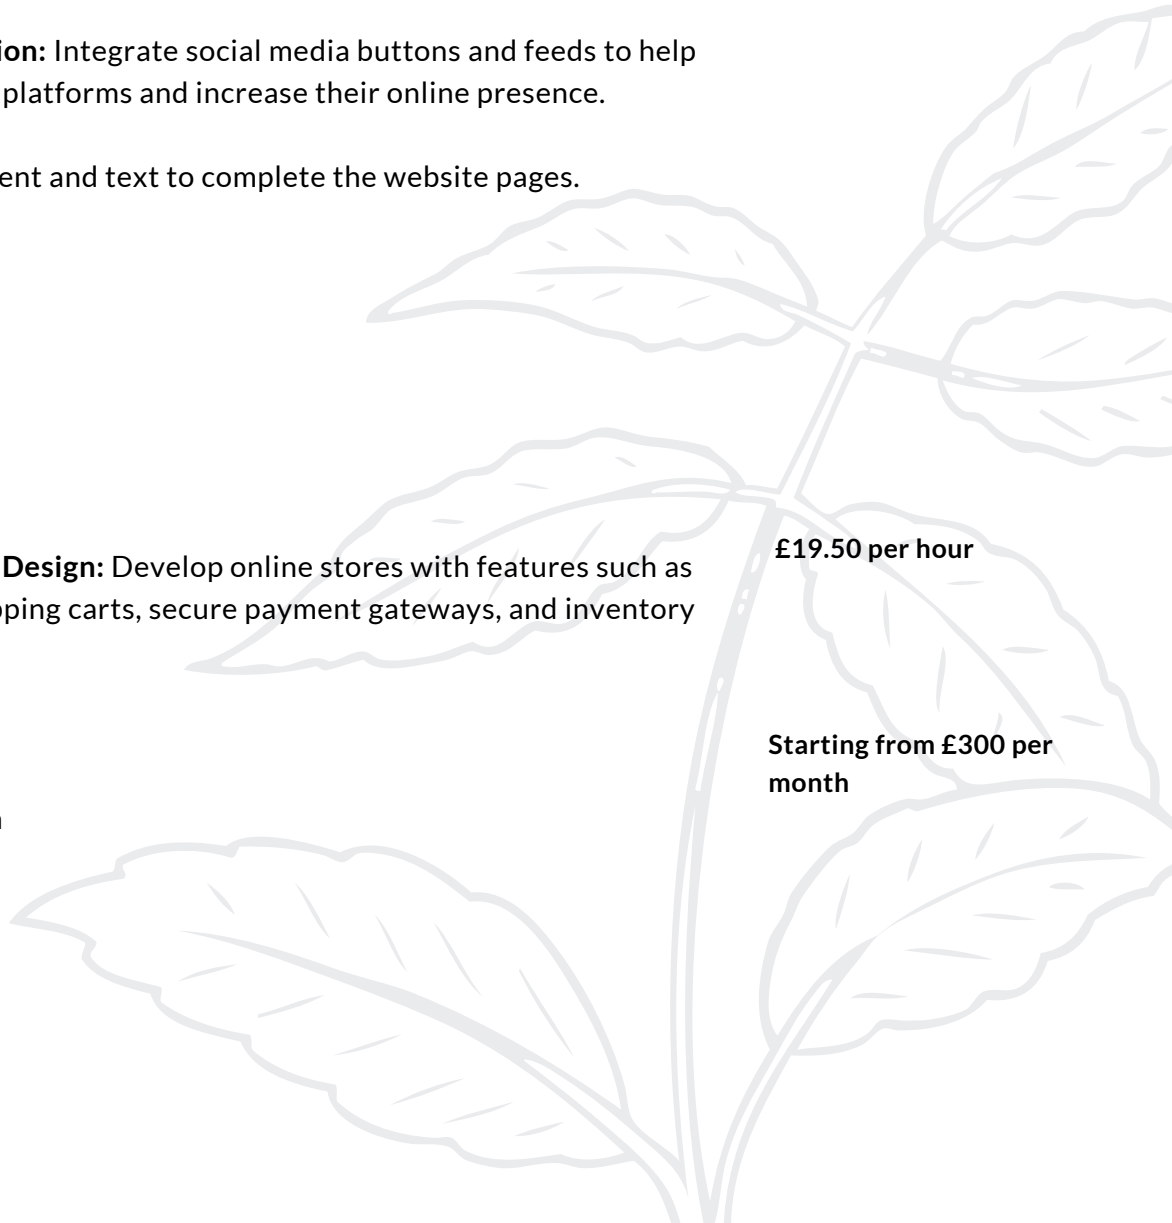 ion: Integrate social media buttons and feeds to help
platforms and increase their online presence.
ent and text to complete the website pages.
£19.50 per hour
Design: Develop online stores with features such as
pping carts, secure payment gateways, and inventory
Starting from £300 per
month